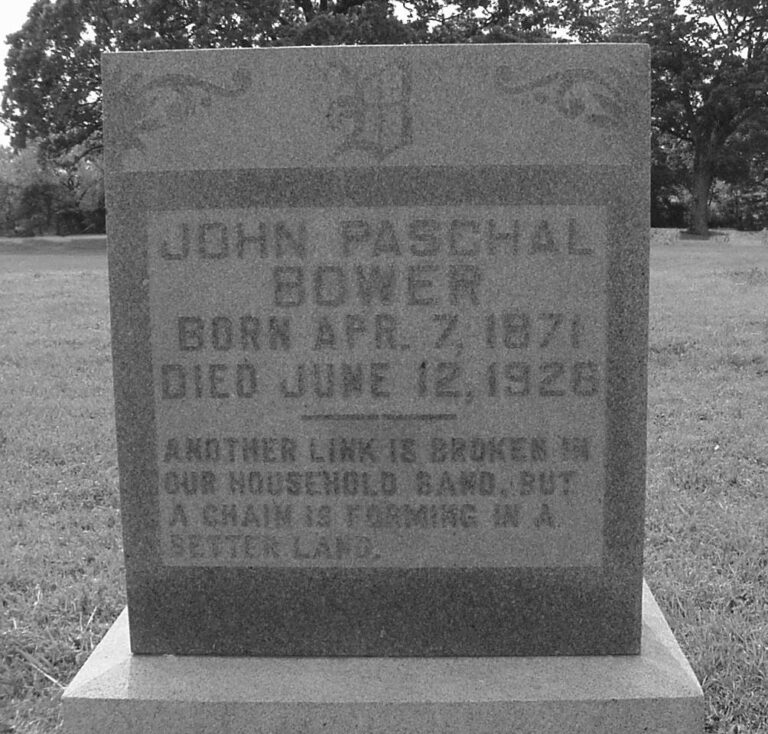 B
JOHN PASCHAL
BOWER
BORN APR. 7, 1871
DIED JUNE 12, 1926
ANOTHER LINK IS BROKEN IN
OUR HOUSEHOLD BAND, BUT
A CHAIN IS FORMING IN A
BETTER LAND.